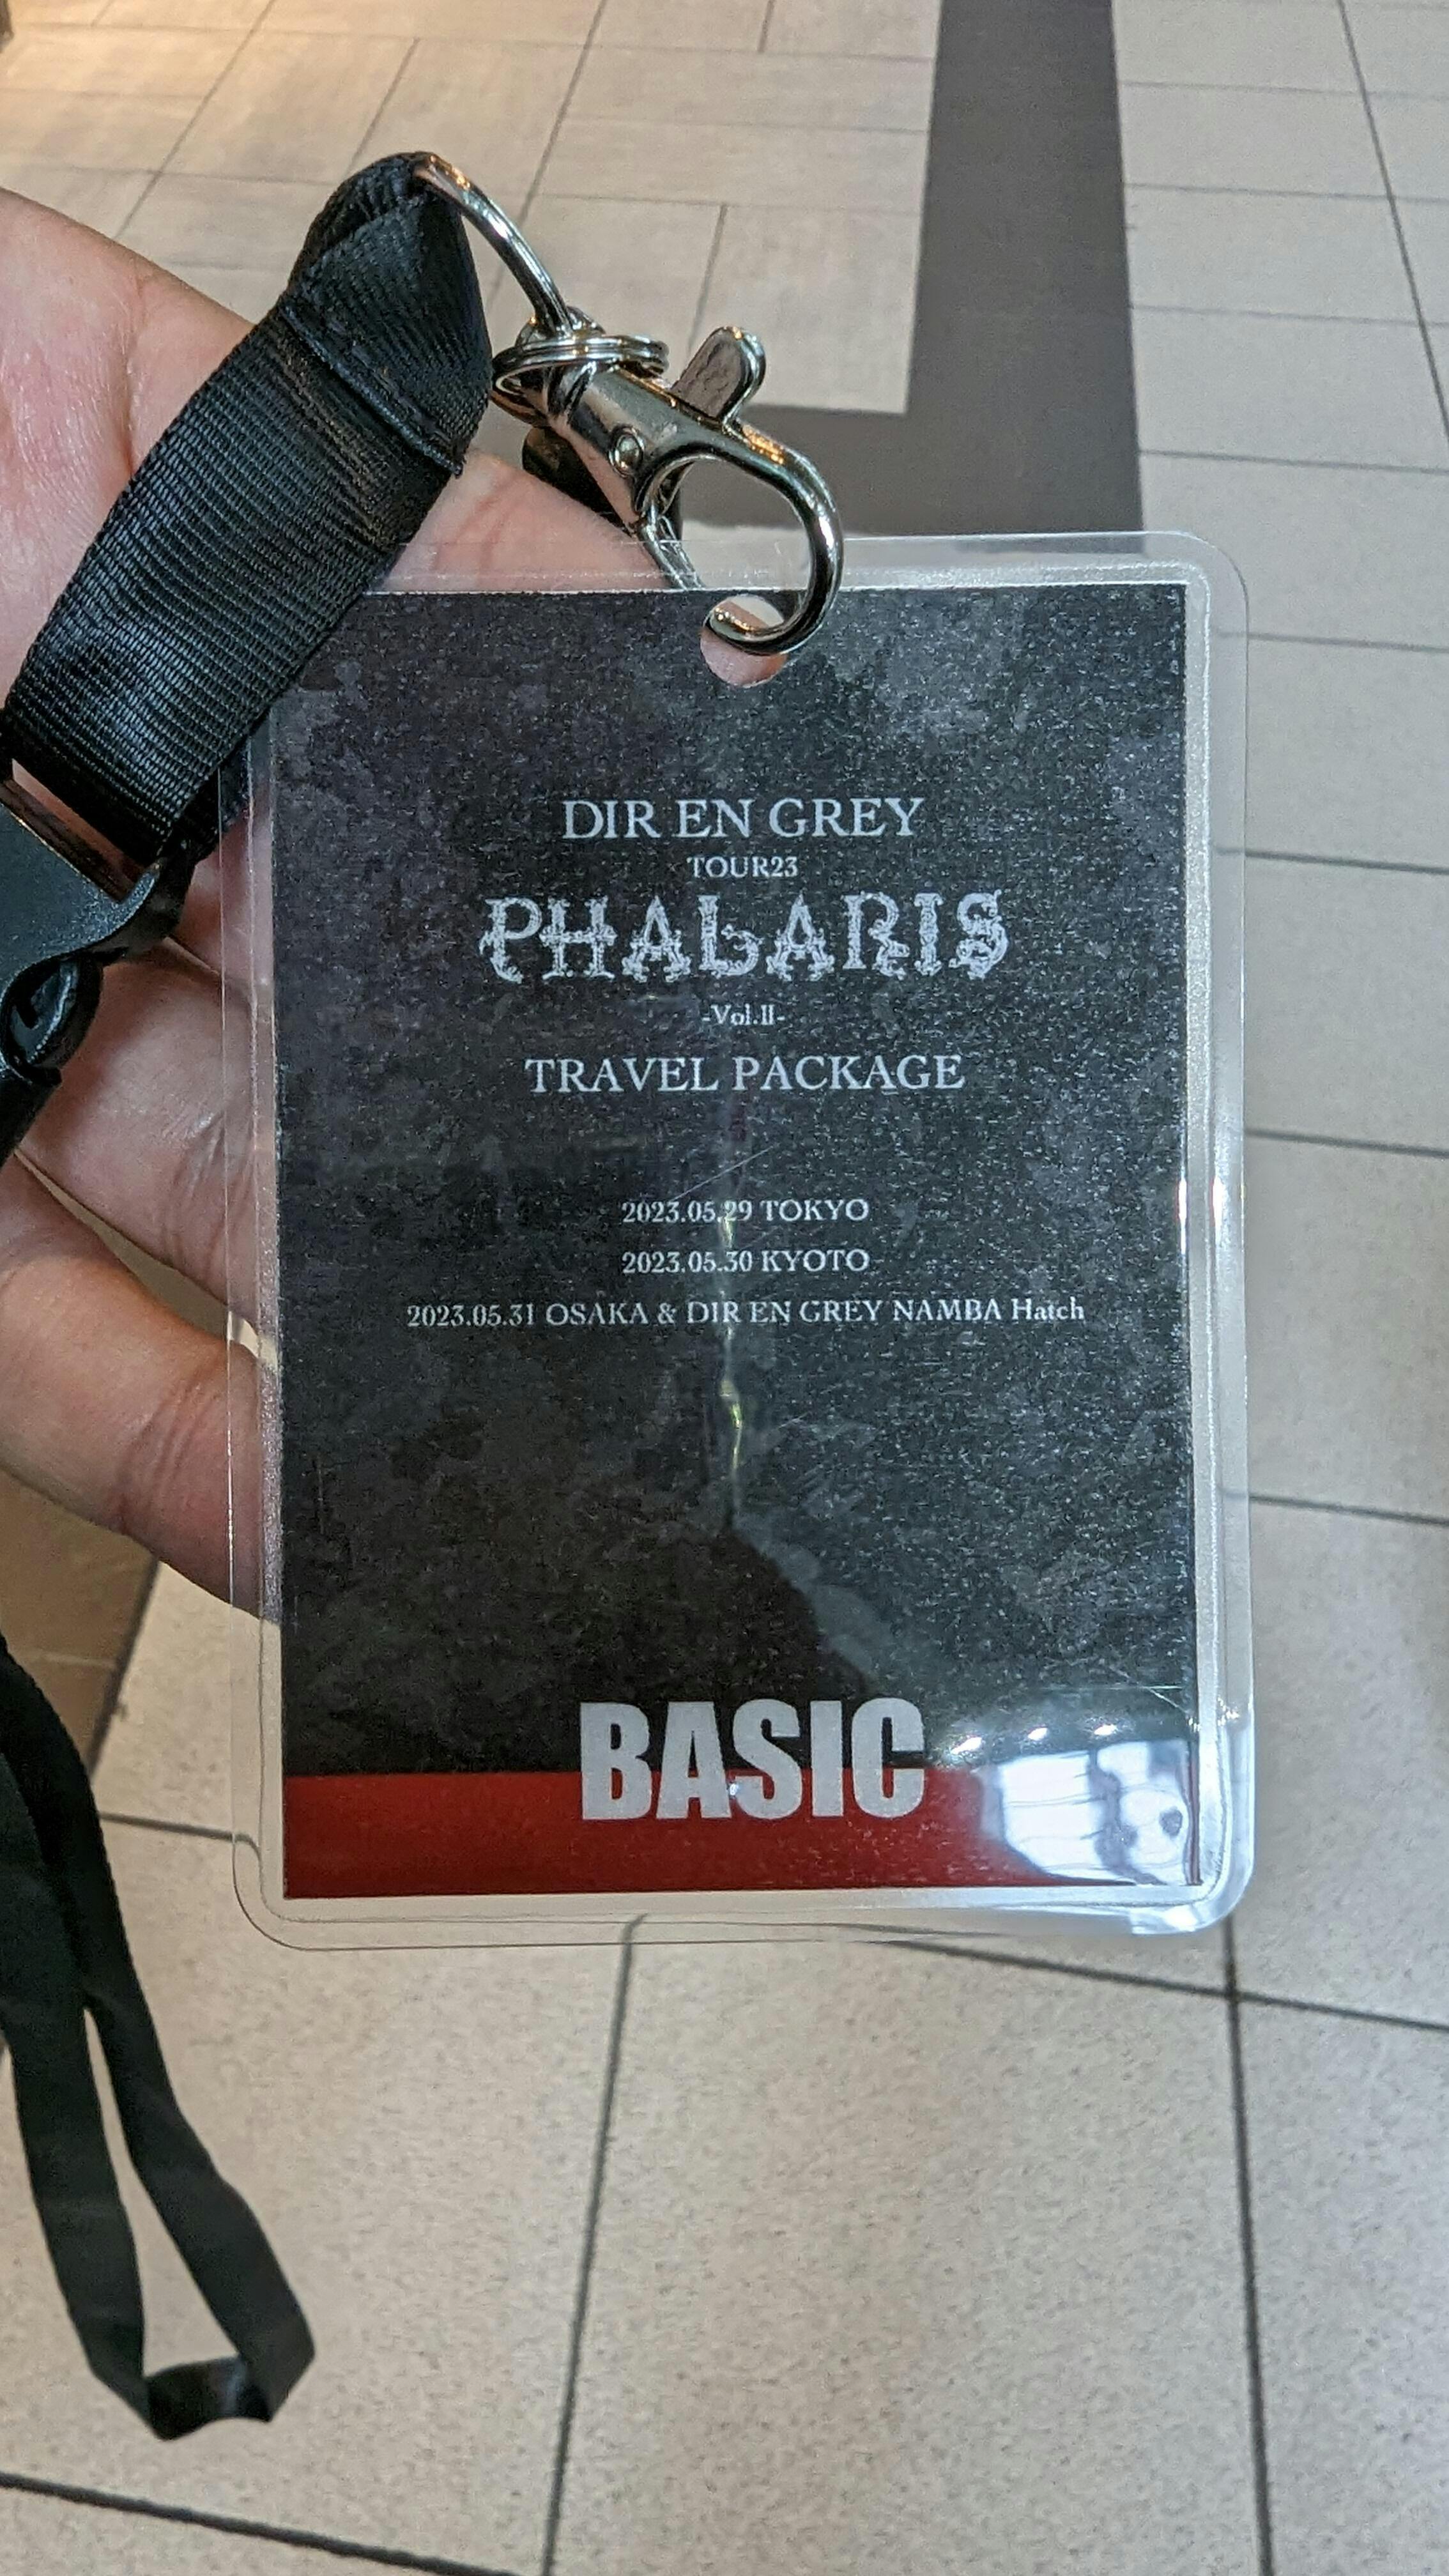 DIR EN GREY
TOUR23
PHALARIS
-Vol.II-
TRAVEL PACKAGE
2023.05.29 TOKYO
2023.05.30 KYOTO
2023.05.31 OSAKA & DIR EN GREY NAMBA Hatch
BASIC